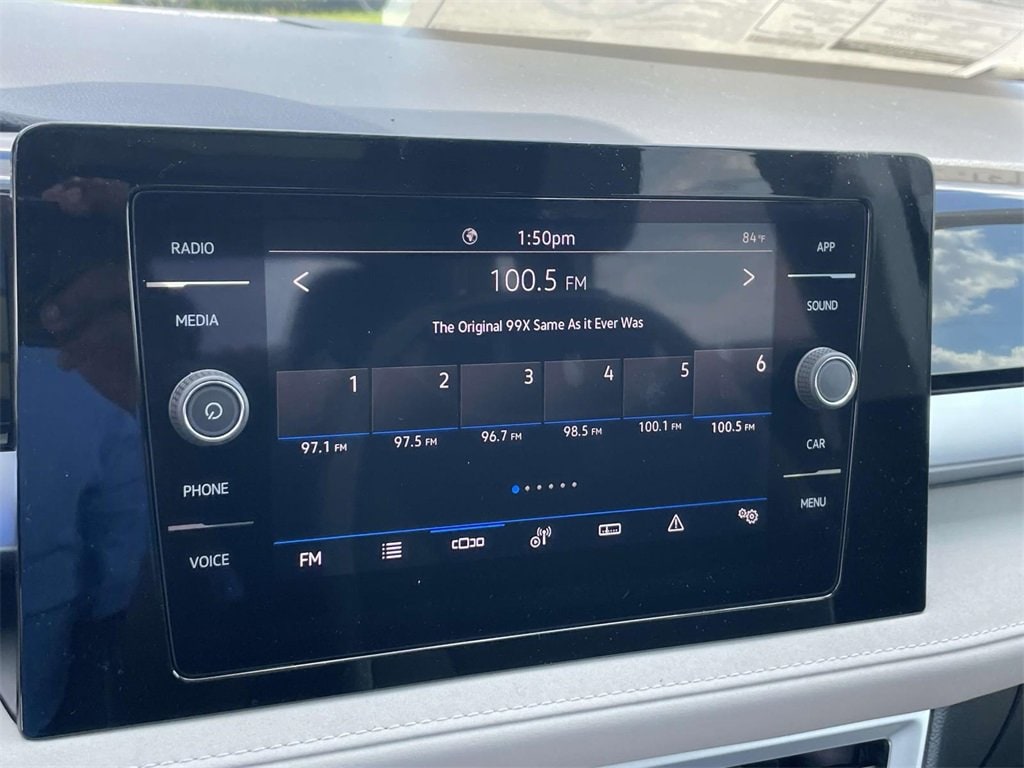 RADIO
MEDIA
PHONE
VOICE
1:50pm
84°F
100.5 FM
The Original 99X Same As it Ever Was
1 2 3 4 5 6
97.1 FM 97.5 FM 96.7 FM 98.5 FM 100.1 FM 100.5 FM
FM
APP
SOUND
CAR
MENU